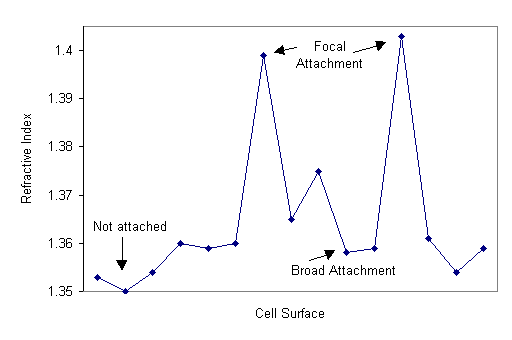 1.4
1.39
1.38
1.37
1.36
1.35
Refractive Index
Focal
Attachment
Not attached
Broad Attachment
Cell Surface